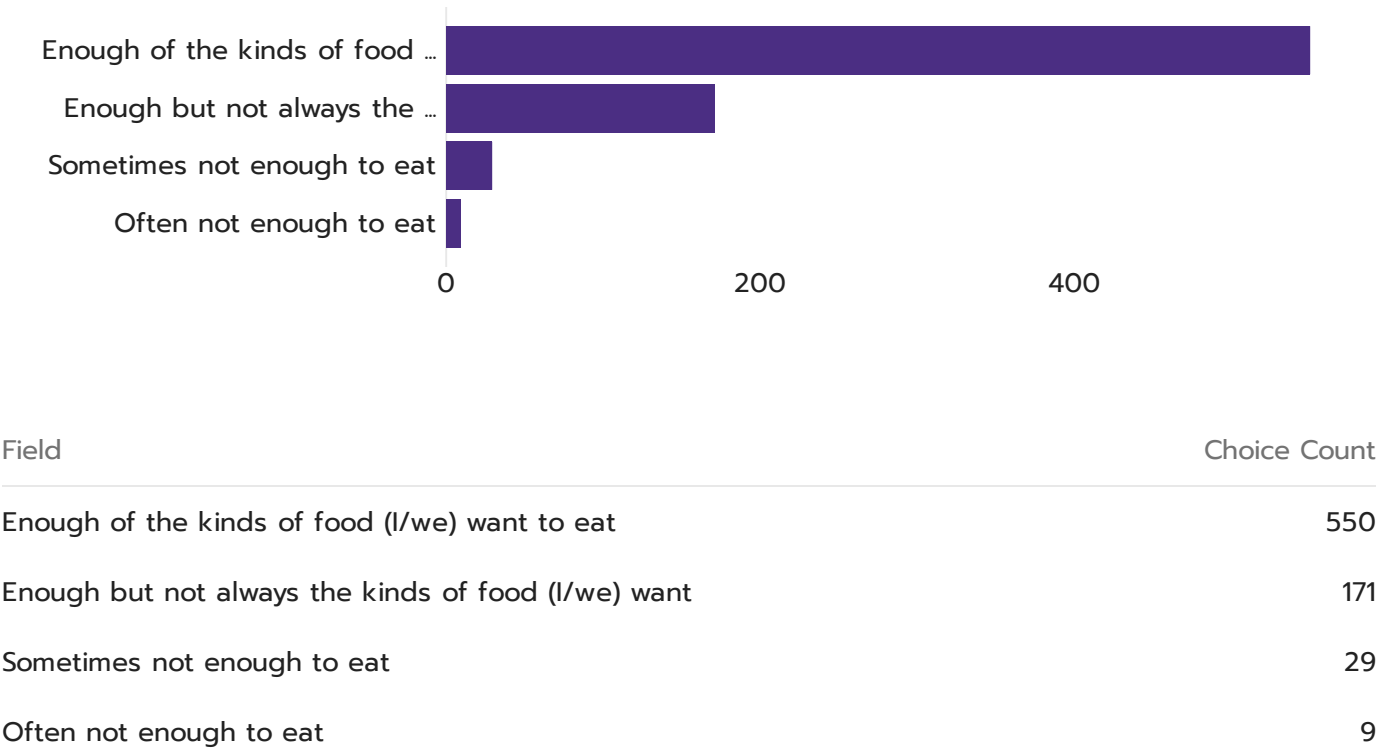 Enough of the kinds of food ...
Enough but not always the ...
Sometimes not enough to eat
Often not enough to eat
0 200 400
Field Choice Count
Enough of the kinds of food (I/we) want to eat 550
Enough but not always the kinds of food (I/we) want 171
Sometimes not enough to eat 29
Often not enough to eat 9